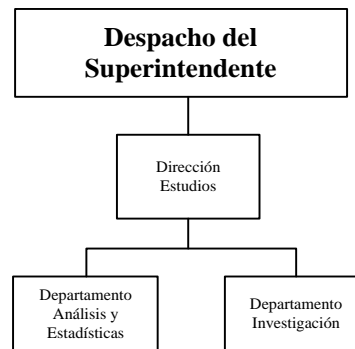 Despacho del
Superintendente
Dirección
Estudios
Departamento
Análisis y
Estadísticas
Departamento
Investigación